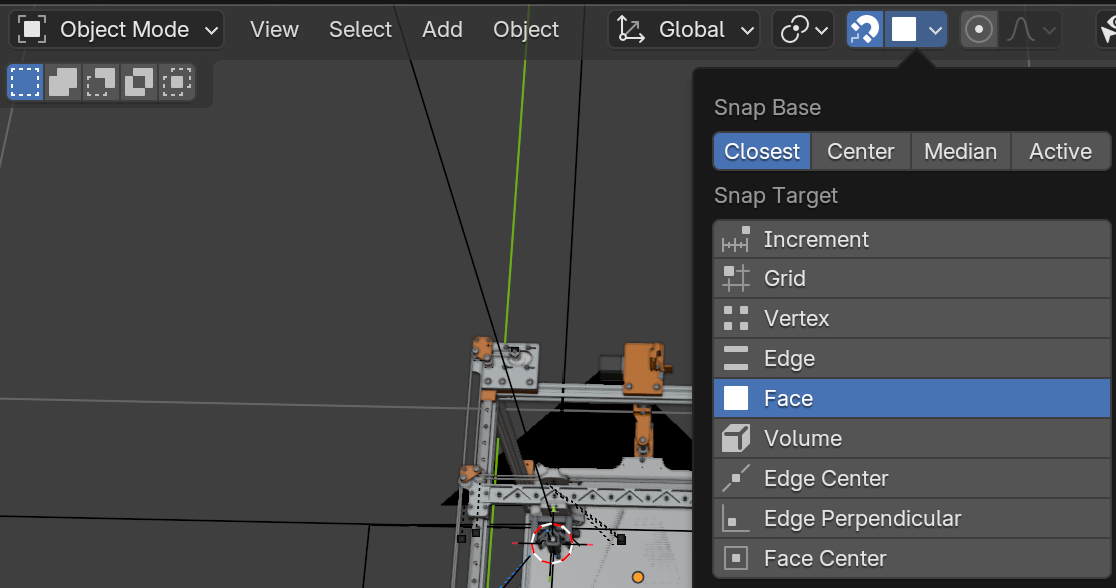 Object Mode View Select Add Object Global
Snap Base
Closest Center Median Active
Snap Target
Increment
Grid
Vertex
Edge
Face
Volume
Edge Center
Edge Perpendicular
Face Center